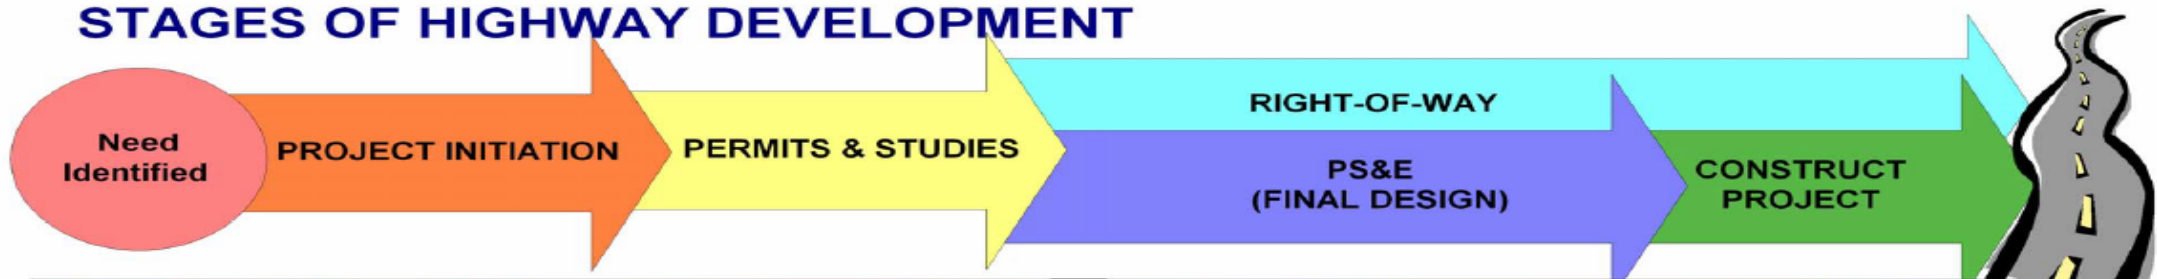 STAGES OF HIGHWAY DEVELOPMENT
Need
Identified
PROJECT INITIATION
PERMITS & STUDIES
RIGHT-OF-WAY
PS&E
(FINAL DESIGN)
CONSTRUCT
PROJECT